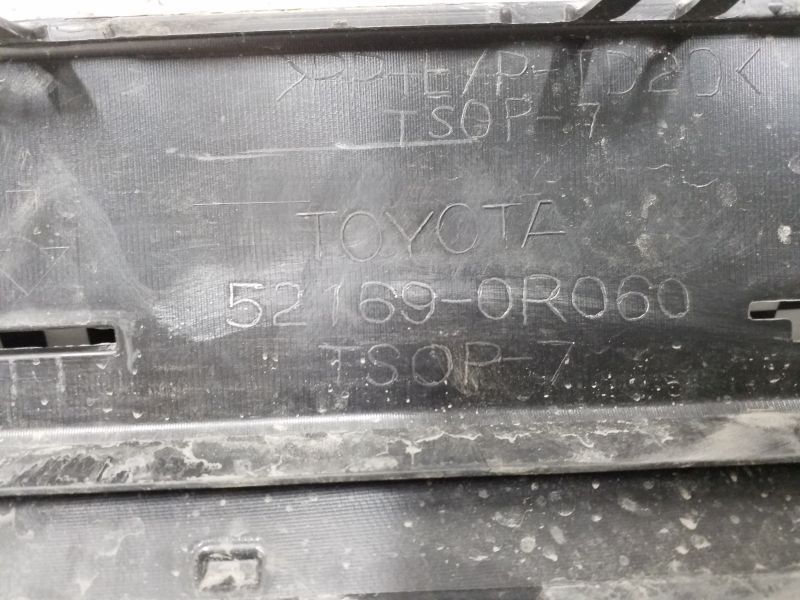 >PP+E/P-TD20<
TSOP-7
TOYOTA
52169-0R060
TSOP-7